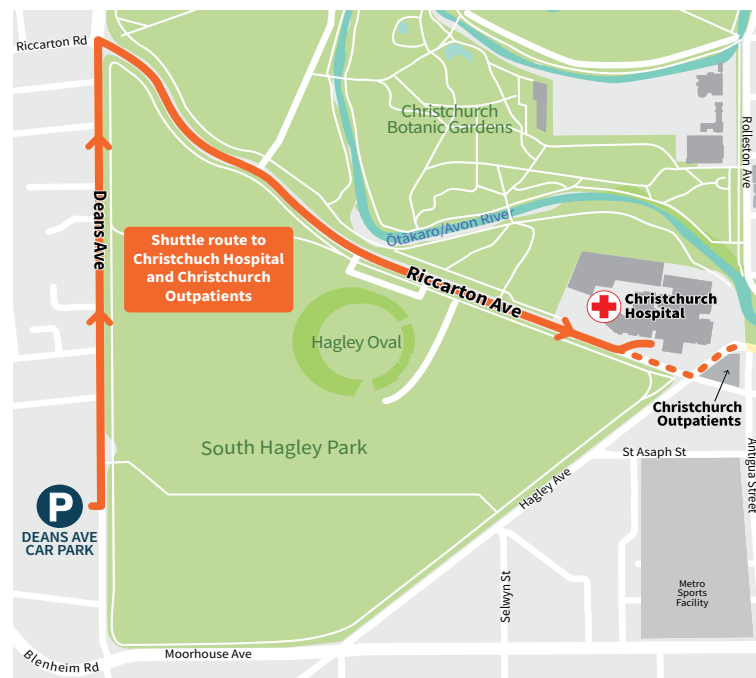 Riccarton Rd
Christchurch
Botanic Gardens
Rolleston Ave
Deans Ave
Ōtākaro/Avon River
Shuttle route to
Christchuch Hospital
and Christchurch
Outpatients
Riccarton Ave
Christchurch
Hospital
Hagley Oval
Christchurch
Outpatients
South Hagley Park
St Asaph St
Antigua Street
Hagley Ave
P
DEANS AVE
CAR PARK
Selwyn St
Metro
Sports
Facility
Moorhouse Ave
Blenheim Rd